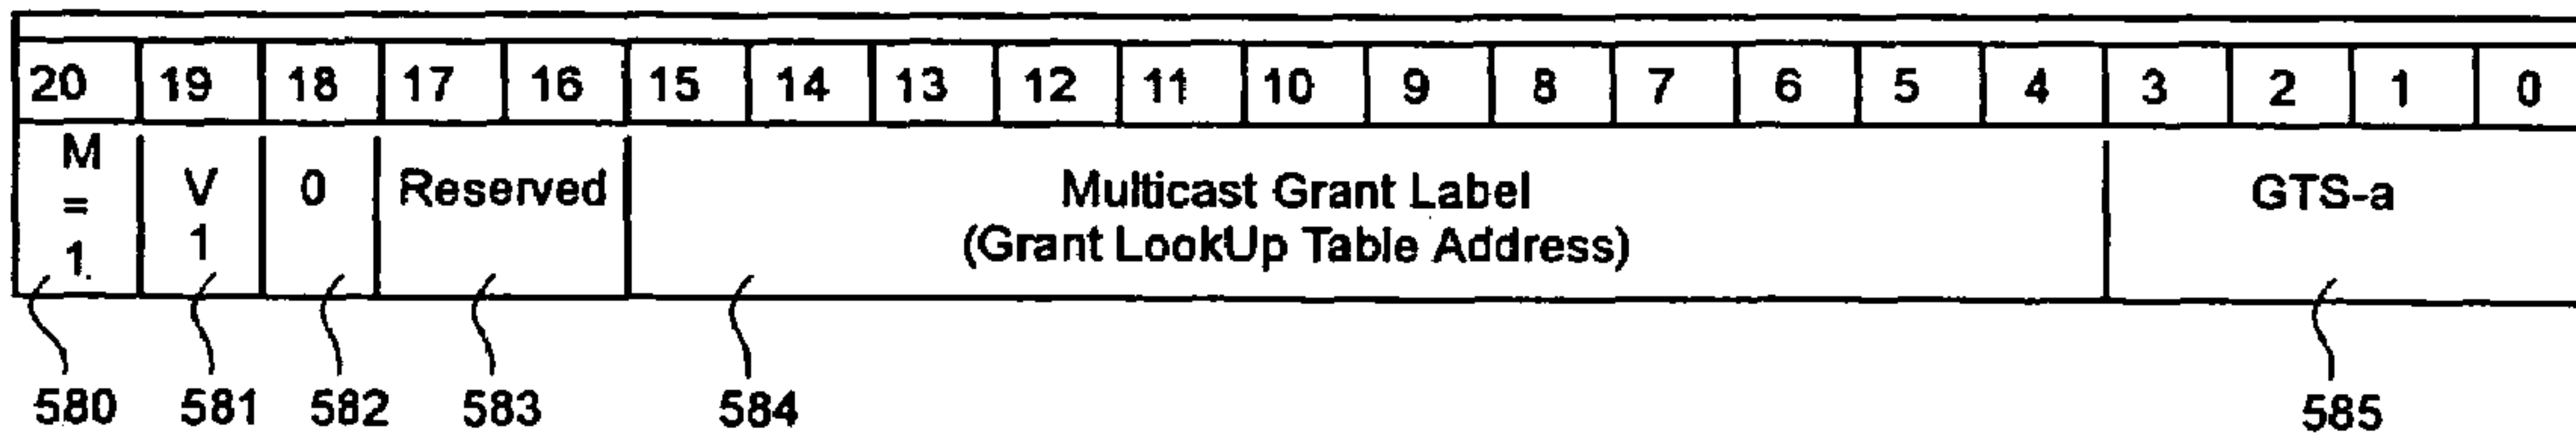 20 19 18 17 16 15 14 13 12 11 10 9 8 7 6 5 4 3 2 1 0
M
=
1
V
1
0
Reserved
Multicast Grant Label
(Grant LookUp Table Address)
GTS-a
580 581 582 583 584 585